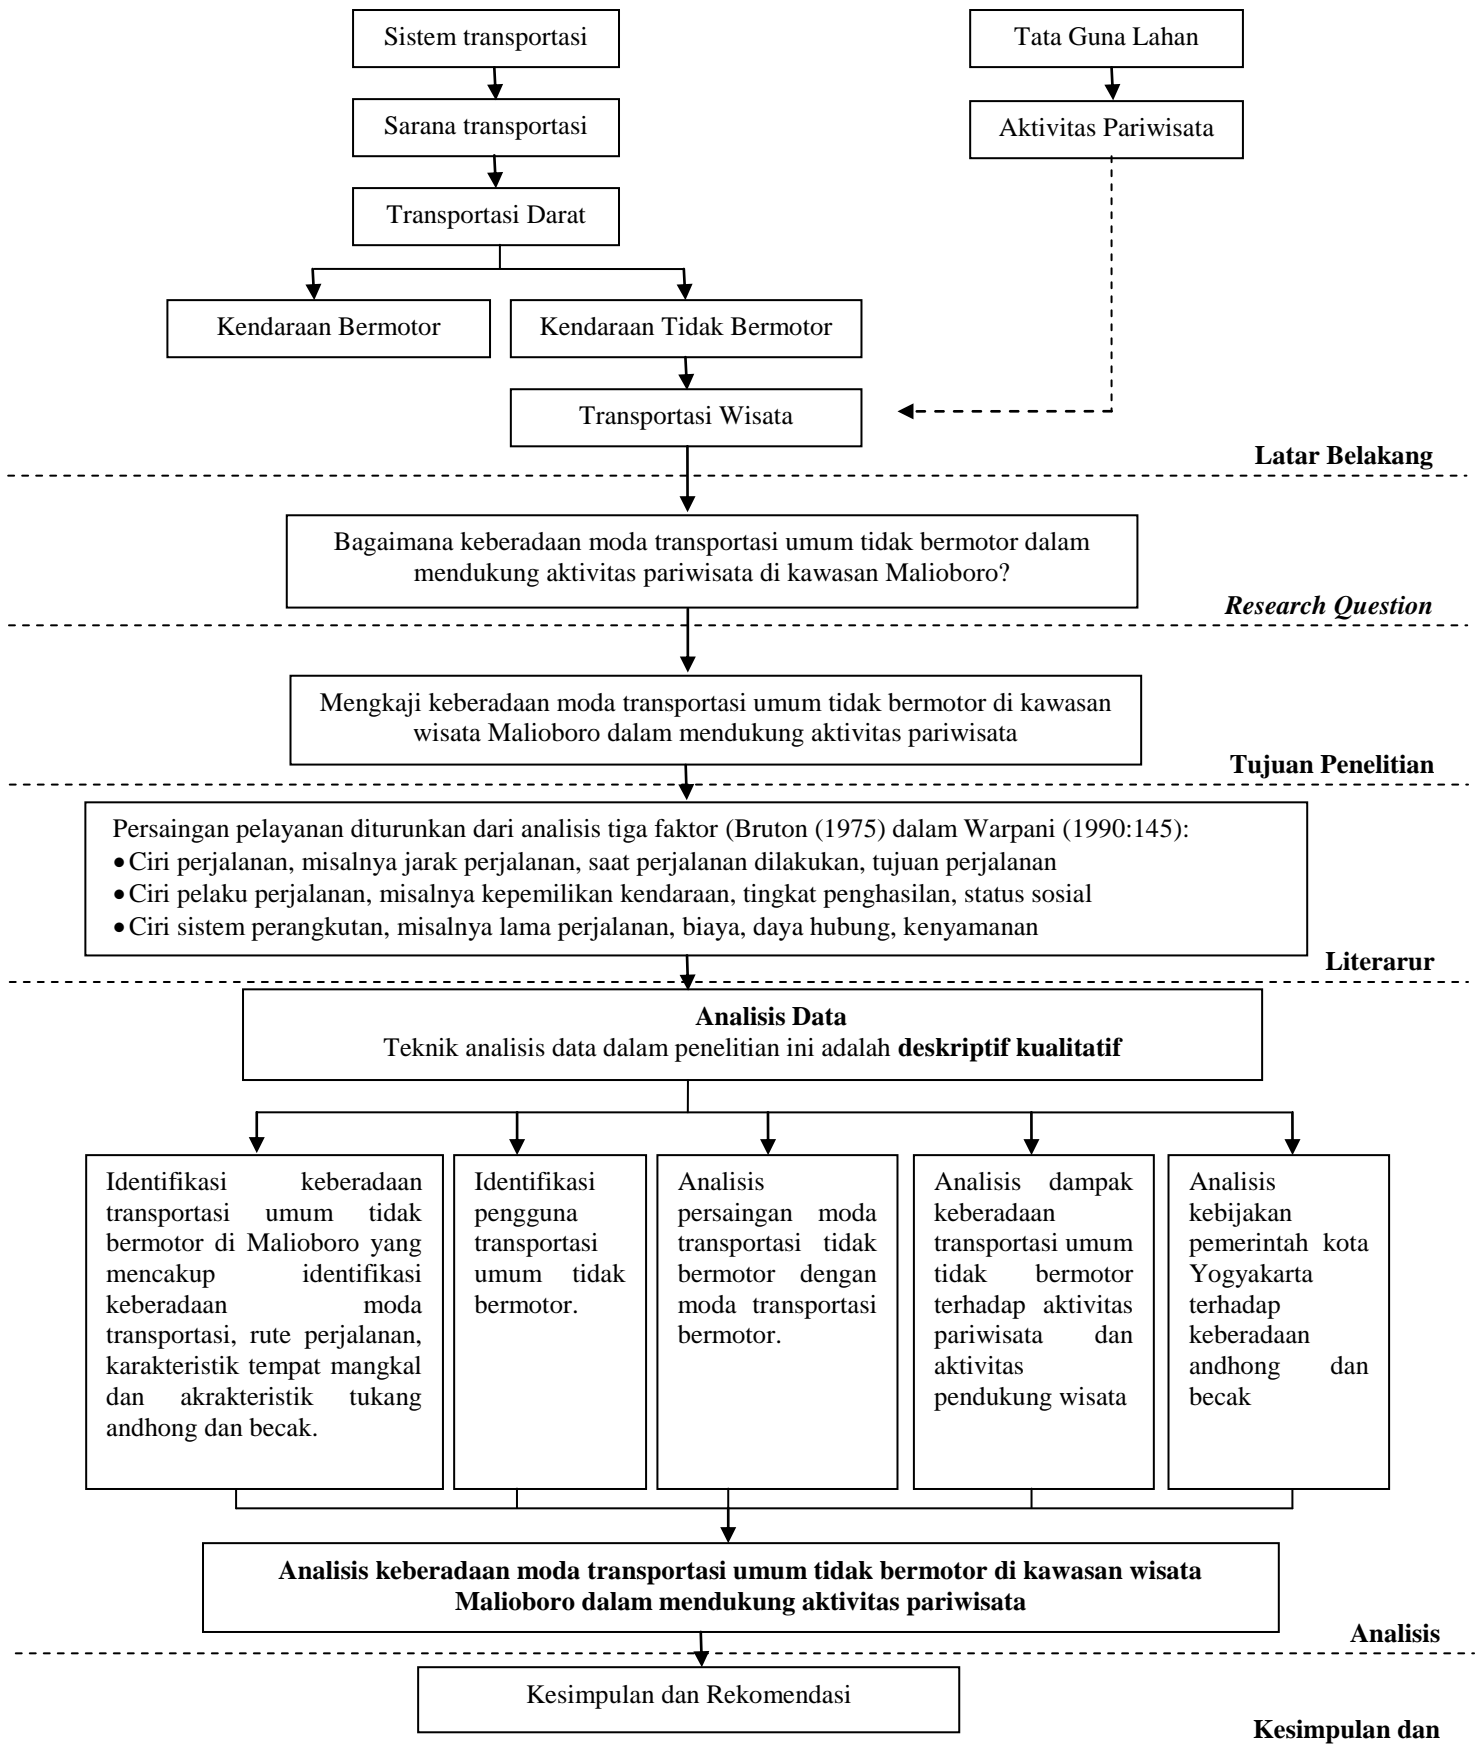 Sistem transportasi
Tata Guna Lahan
Sarana transportasi
Aktivitas Pariwisata
Transportasi Darat
Kendaraan Bermotor
Kendaraan Tidak Bermotor
Transportasi Wisata
Latar Belakang
Bagaimana keberadaan moda transportasi umum tidak bermotor dalam
mendukung aktivitas pariwisata di kawasan Malioboro?
Research Question
Mengkaji keberadaan moda transportasi umum tidak bermotor di kawasan
wisata Malioboro dalam mendukung aktivitas pariwisata
Tujuan Penelitian
Persaingan pelayanan diturunkan dari analisis tiga faktor (Bruton (1975) dalam Warpani (1990:145):
• Ciri perjalanan, misalnya jarak perjalanan, saat perjalanan dilakukan, tujuan perjalanan
• Ciri pelaku perjalanan, misalnya kepemilikan kendaraan, tingkat penghasilan, status sosial
• Ciri sistem perangkutan, misalnya lama perjalanan, biaya, daya hubung, kenyamanan
Literarur
Analisis Data
Teknik analisis data dalam penelitian ini adalah deskriptif kualitatif
Identifikasi keberadaan
transportasi umum tidak
bermotor di Malioboro yang
mencakup identifikasi
keberadaan moda
transportasi, rute perjalanan,
karakteristik tempat mangkal
dan akrakteristik tukang
andhong dan becak.
Identifikasi
pengguna
transportasi
umum tidak
bermotor.
Analisis
persaingan moda
transportasi tidak
bermotor dengan
moda transportasi
bermotor.
Analisis dampak
keberadaan
transportasi umum
tidak bermotor
terhadap aktivitas
pariwisata dan
aktivitas
pendukung wisata
Analisis
kebijakan
pemerintah kota
Yogyakarta
terhadap
keberadaan
andhong dan
becak
Analisis keberadaan moda transportasi umum tidak bermotor di kawasan wisata
Malioboro dalam mendukung aktivitas pariwisata
Analisis
Kesimpulan dan Rekomendasi
Kesimpulan dan